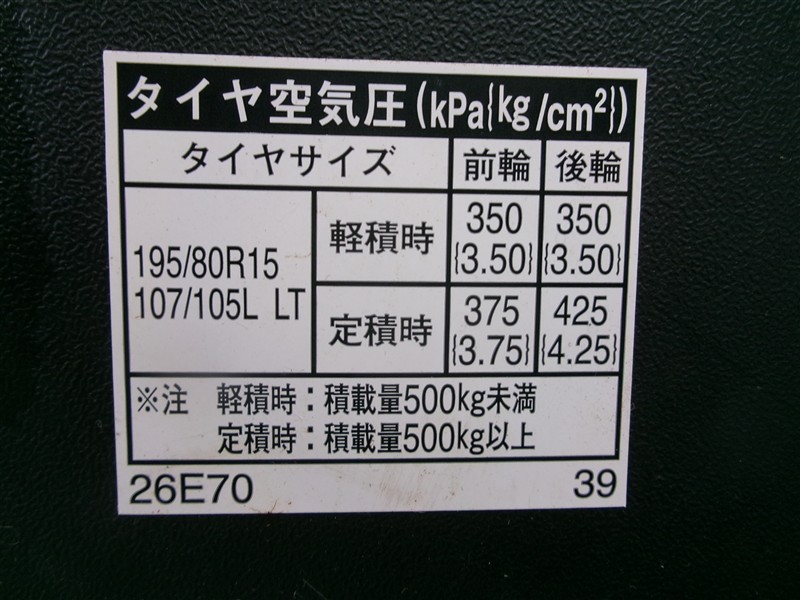 タイヤ空気圧(kPa{kg/cm²})
タイヤサイズ 前輪 後輪
195/80R15
107/105L LT
軽積時 350 350
{3.50} {3.50}
定積時 375 425
{3.75} {4.25}
※注 軽積時:積載量500kg未満
定積時:積載量500kg以上
26E70 39